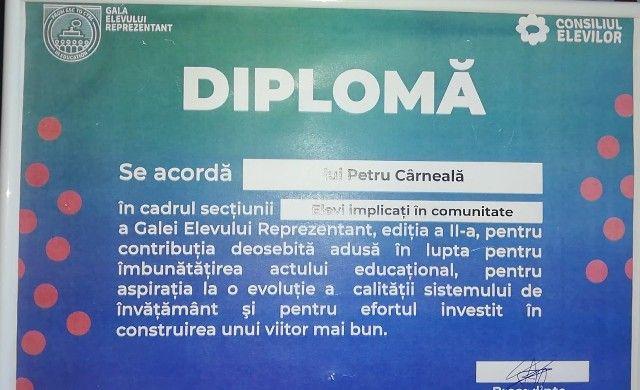 GALA
ELEVULUI
REPREZENTANT
CONSILIUL
ELEVILOR
DIPLOMĂ
Se acordă lui Petru Cârneală
în cadrul secțiunii Elevi implicați în comunitate
a Galei Elevului Reprezentant, ediția a II-a, pentru
contribuția deosebită adusă în lupta pentru
îmbunătățirea actului educațional, pentru
aspirația la o evoluție a calității sistemului de
învățământ și pentru efortul investit în
construirea unui viitor mai bun.